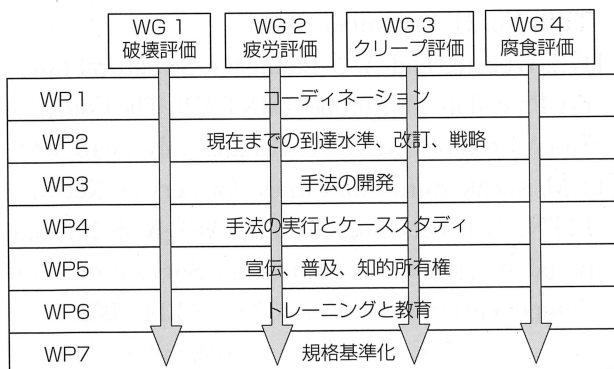 WG 1
破壊評価
WG 2
疲労評価
WG 3
クリープ評価
WG 4
腐食評価
WP1 コーディネーション
WP2 現在までの到達水準、改訂、戦略
WP3 手法の開発
WP4 手法の実行とケーススタディ
WP5 宣伝、普及、知的所有権
WP6 トレーニングと教育
WP7 規格基準化